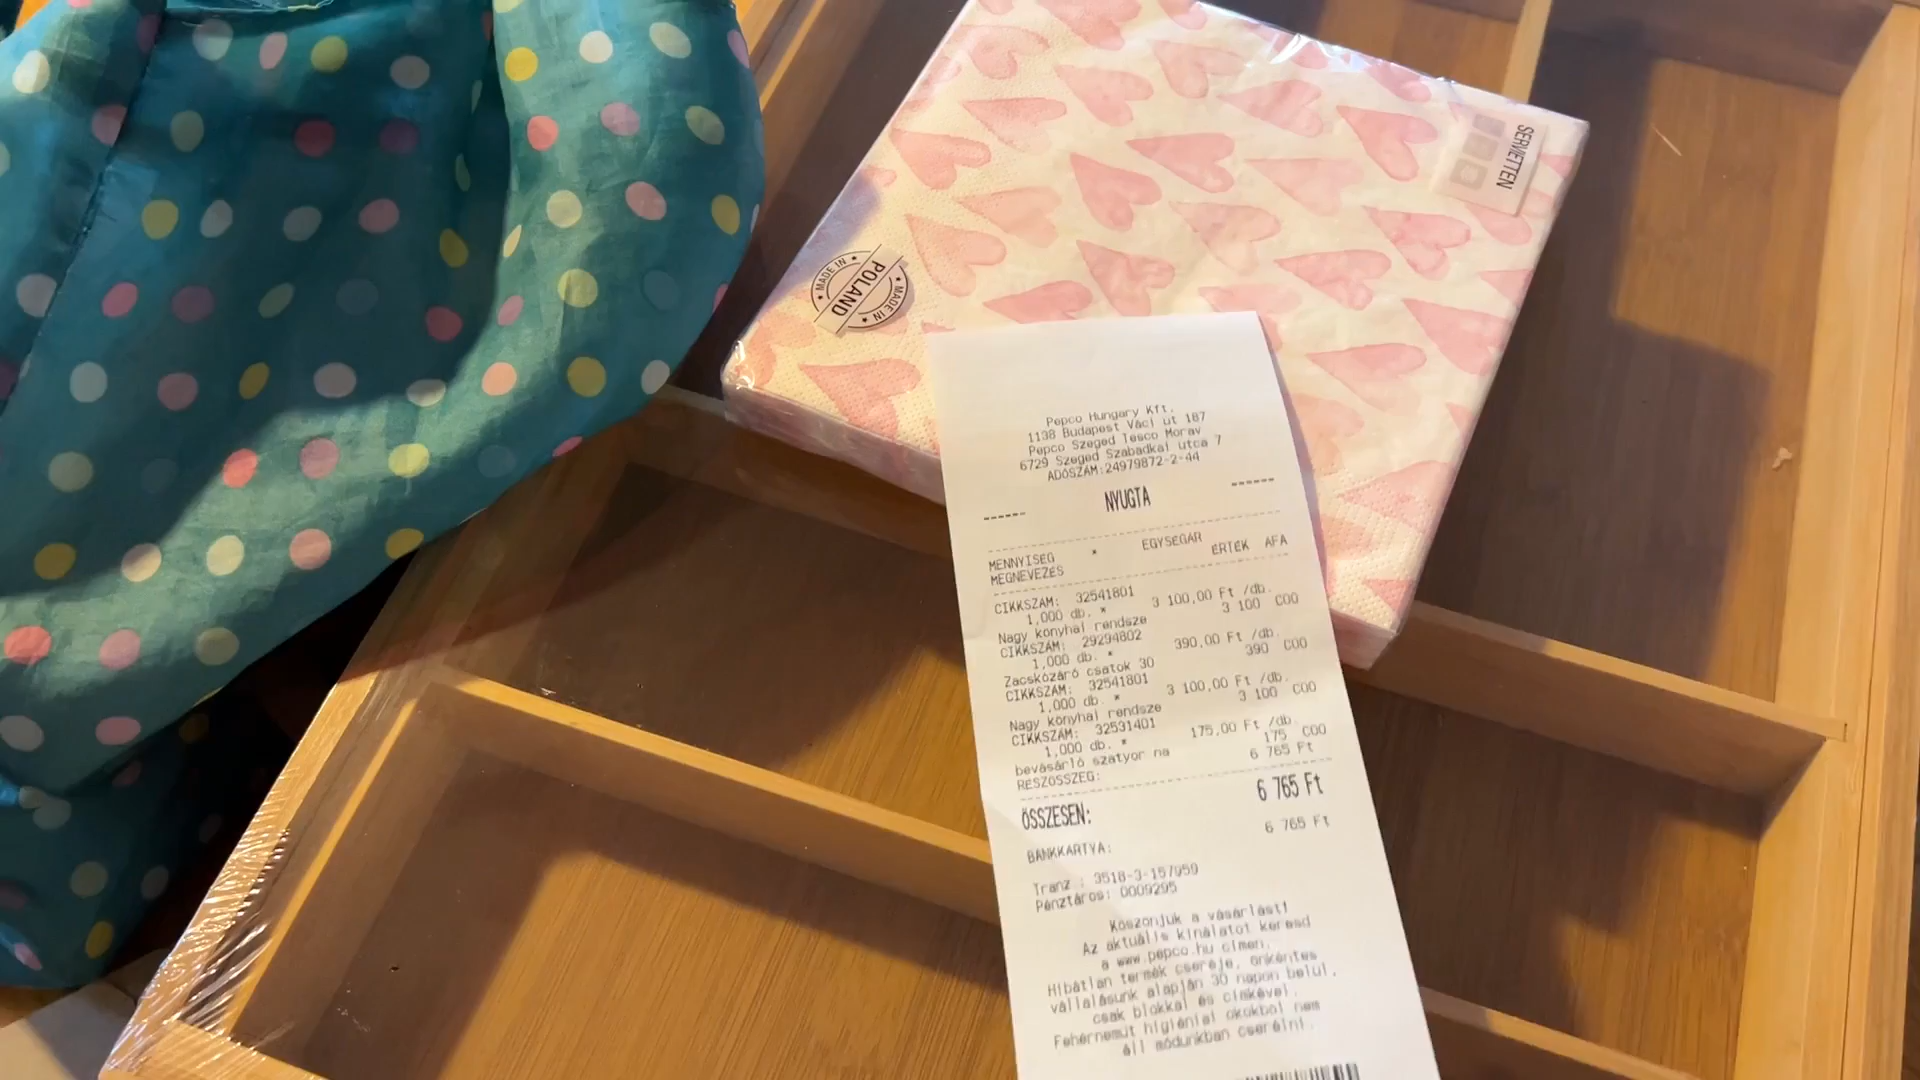 SERVIETTEN
MADE IN
POLAND
MADE IN
Pepco Hungary Kft.
1138 Budapest Váci út 187
Pepco Szeged Tesco Morav
6729 Szeged Szabadkai utca 7
ADÓSZÁM:24979872-2-44
------ NYUGTA ------
MENNYISÉG * EGYSÉGÁR
MEGNEVEZÉS ÉRTÉK ÁFA
CIKKSZÁM: 32541801
1,000 db. * 3 100,00 Ft /db.
Nagy konyhai rendsze 3 100 C00
CIKKSZÁM: 29294802
1,000 db. * 390,00 Ft /db.
Zacskózáró csatok 30 390 C00
CIKKSZÁM: 32541801
1,000 db. * 3 100,00 Ft /db.
Nagy konyhai rendsze 3 100 C00
CIKKSZÁM: 32531401
1,000 db. * 175,00 Ft /db.
bevásárló szatyor na 175 C00
RÉSZÖSSZEG: 6 765 Ft
ÖSSZESEN: 6 765 Ft
BANKKÁRTYA: 6 765 Ft
Tranz : 3518-3-157059
Pénztáros: 0009295
Köszönjük a vásárlást!
Az aktuális kínálatot keresd
a www.pepco.hu címen.
Hibátlan termék cseréje, önkéntes
vállalásunk alapján 30 napon belül,
csak blokkal és címkével.
Fehérneműt higiéniai okokból nem
áll módunkban cserélni.